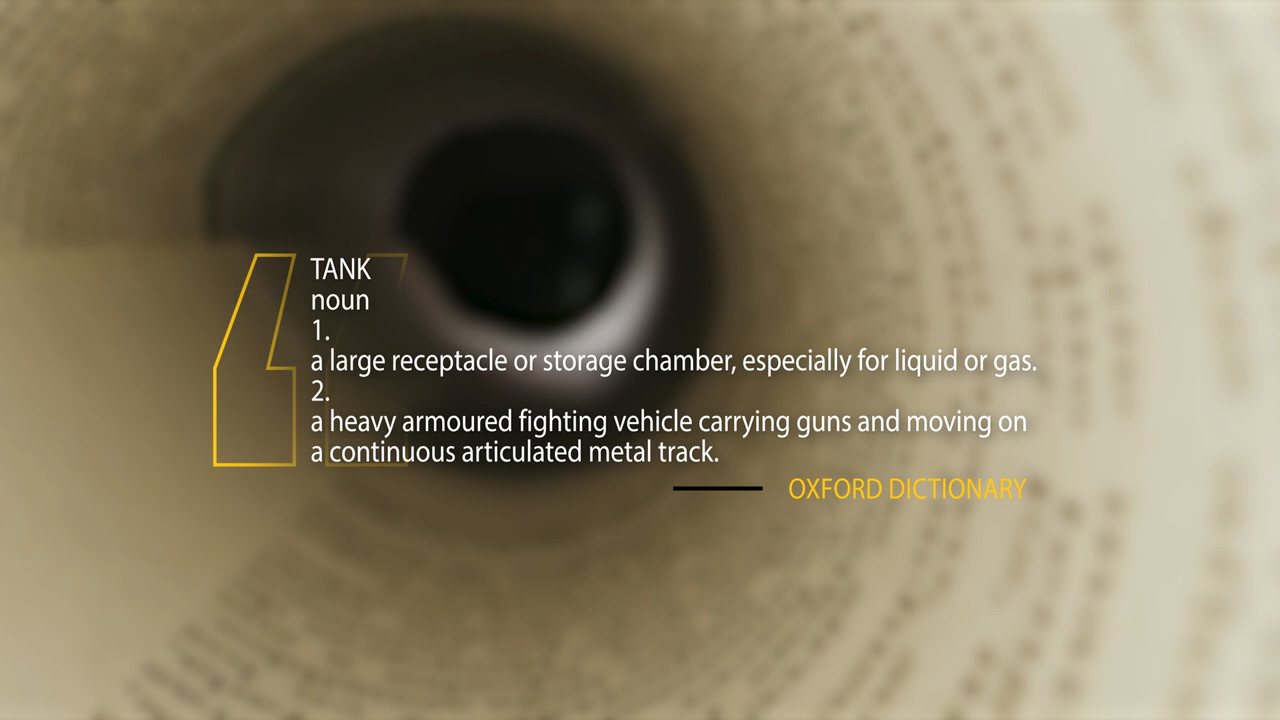 TANK
noun
1.
a large receptacle or storage chamber, especially for liquid or gas.
2.
a heavy armoured fighting vehicle carrying guns and moving on
a continuous articulated metal track.
OXFORD DICTIONARY